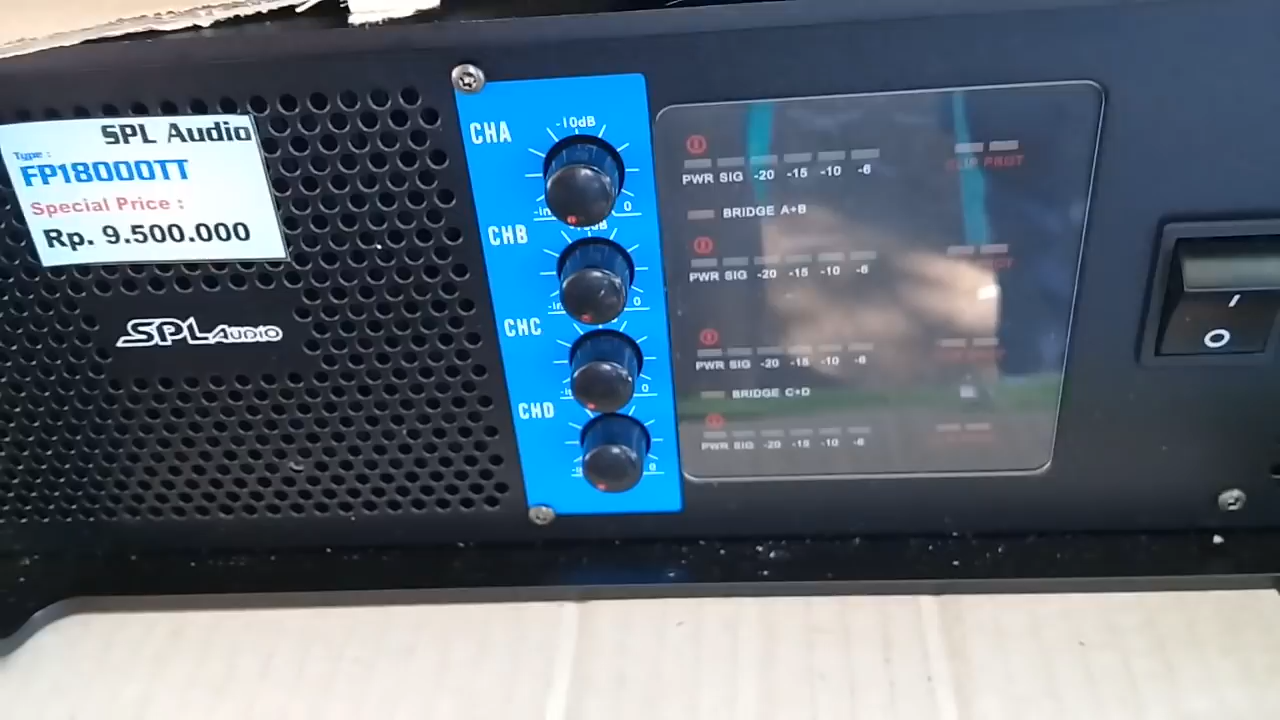 SPL Audio
Type :
FP18000TT
Special Price :
Rp. 9.500.000
SPL AUDIO
CHA
-10dB
0
CHB
0
CHC
0
CHD
0
PWR SIG -20 -15 -10 -6
CLIP PROT
BRIDGE A+B
PWR SIG -20 -15 -10 -6
PWR SIG -20 -15 -10 -6
BRIDGE C+D
PWR SIG -20 -15 -10 -6